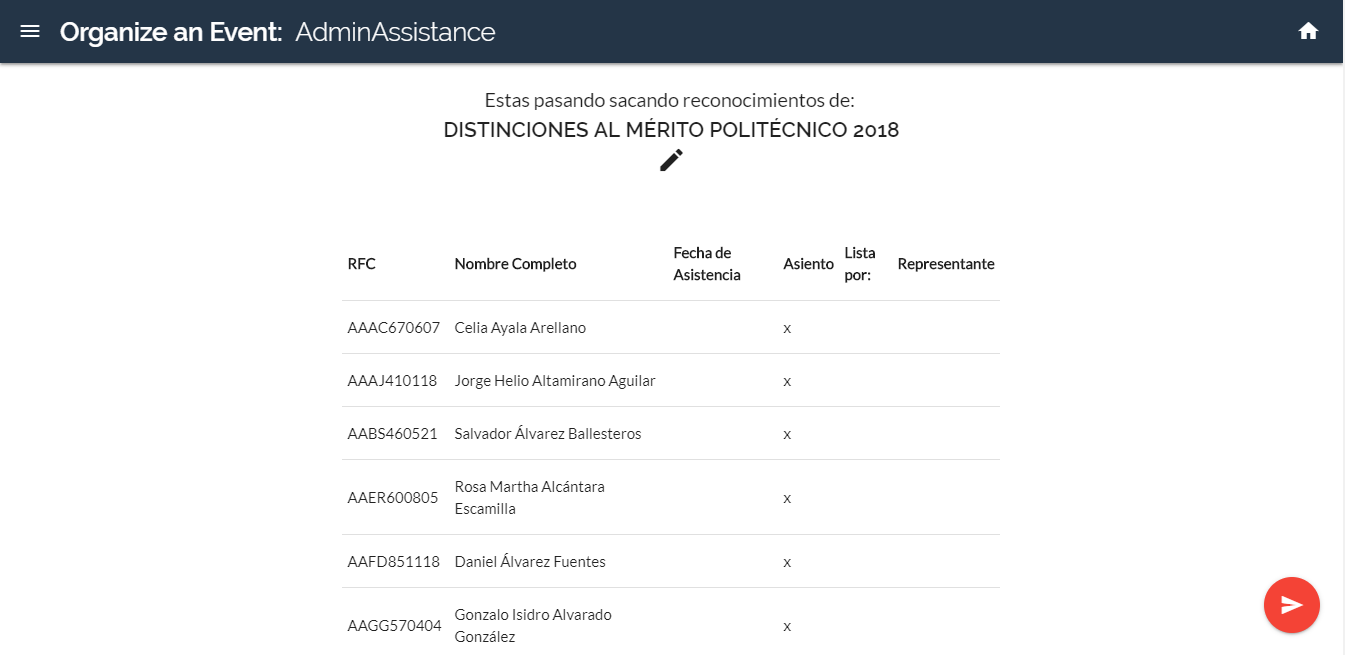 Organize an Event: AdminAssistance
Estas pasando sacando reconocimientos de:
DISTINCIONES AL MÉRITO POLITÉCNICO 2018
RFC Nombre Completo Fecha de Asistencia Asiento Lista por: Representante
AAAC670607 Celia Ayala Arellano x
AAAJ410118 Jorge Helio Altamirano Aguilar x
AABS460521 Salvador Álvarez Ballesteros x
AAER600805 Rosa Martha Alcántara Escamilla x
AAFD851118 Daniel Álvarez Fuentes x
AAGG570404 Gonzalo Isidro Alvarado González x